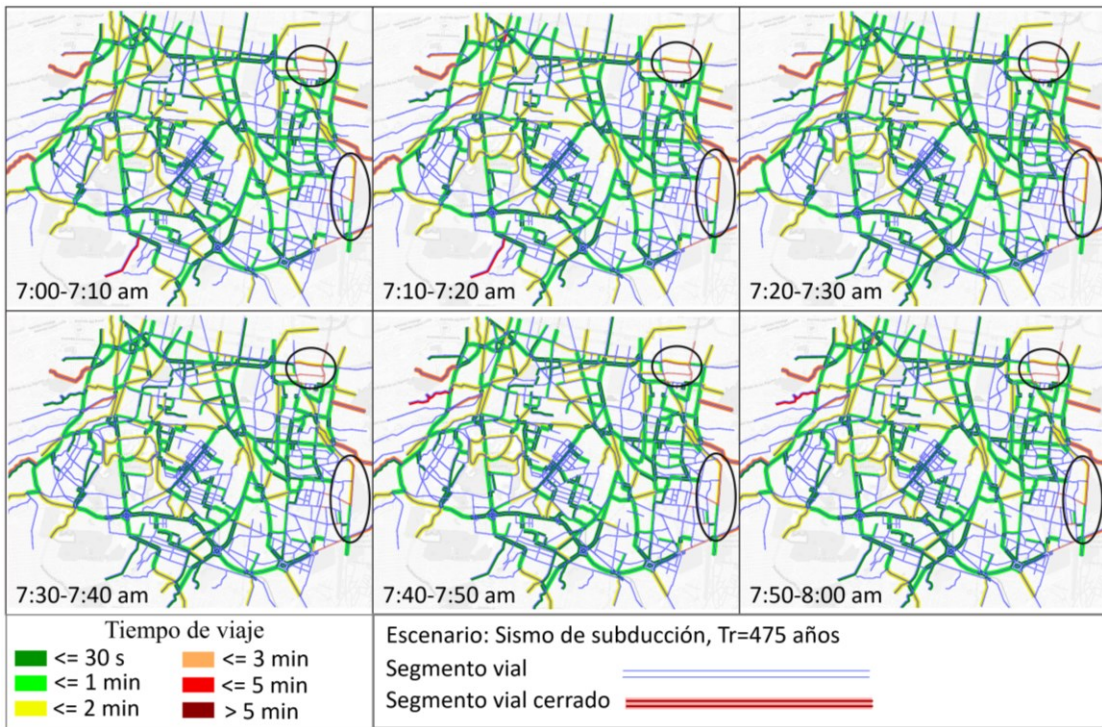 7:00-7:10 am
7:10-7:20 am
7:20-7:30 am
7:30-7:40 am
7:40-7:50 am
7:50-8:00 am
Tiempo de viaje
<= 30 s
<= 3 min
<= 1 min
<= 5 min
<= 2 min
> 5 min
Escenario: Sismo de subducción, Tr=475 años
Segmento vial
Segmento vial cerrado